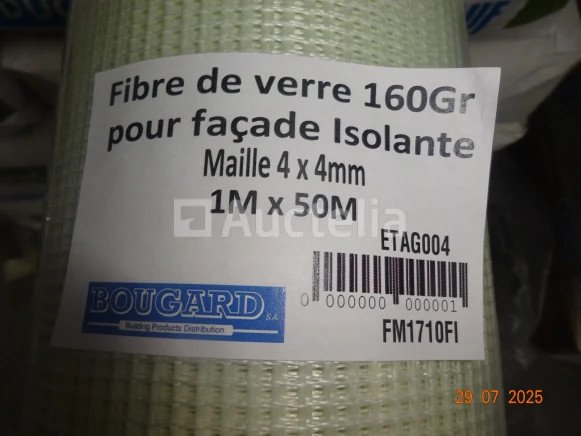 Fibre de verre 160Gr
pour façade Isolante
Maille 4 x 4mm
1M x 50M
Auctelia
ETAG004
0 000000 000001
FM1710FI
BOUGARD S.A.
Building Products Distribution
29 07 2025